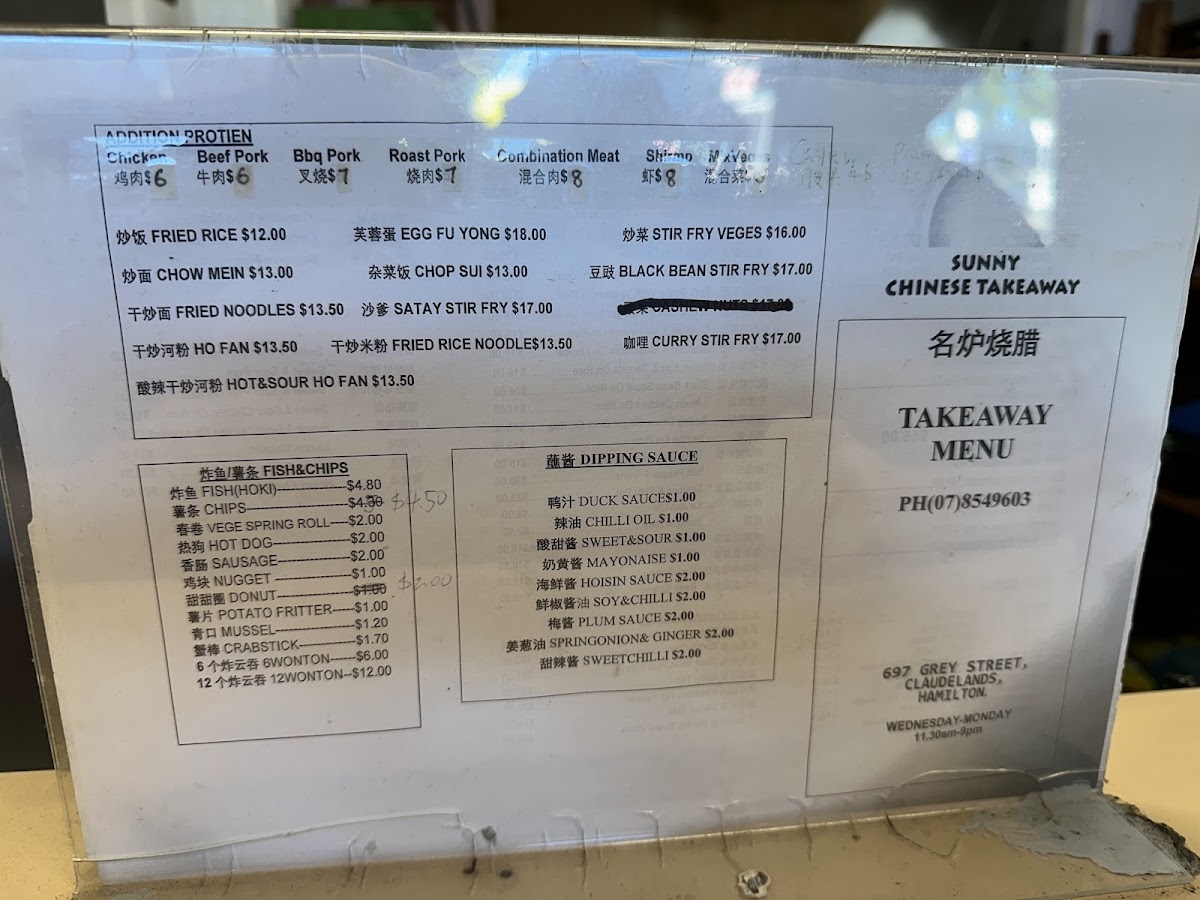 ADDITION PROTIEN
Chicken Beef Pork Bbq Pork Roast Pork Combination Meat Shrimp MixVeges
鸡肉$6 牛肉$6 叉烧$7 烧肉$7 混合肉$8 虾$8 混合菜
炒饭 FRIED RICE $12.00 芙蓉蛋 EGG FU YONG $18.00 炒菜 STIR FRY VEGES $16.00
炒面 CHOW MEIN $13.00 杂菜饭 CHOP SUI $13.00 豆豉 BLACK BEAN STIR FRY $17.00
干炒面 FRIED NOODLES $13.50 沙爹 SATAY STIR FRY $17.00 CASHEW NUTS $17.00
干炒河粉 HO FAN $13.50 干炒米粉 FRIED RICE NOODLE$13.50 咖哩 CURRY STIR FRY $17.00
酸辣干炒河粉 HOT&SOUR HO FAN $13.50
炸鱼/薯条 FISH&CHIPS
炸鱼 FISH(HOKI)-------------------$4.80
薯条 CHIPS--------------------------$4.30 $4.50
春卷 VEGE SPRING ROLL----$2.00
热狗 HOT DOG--------------------$2.00
香肠 SAUSAGE-------------------$2.00
鸡块 NUGGET --------------------$1.00
甜甜圈 DONUT------------------$1.00 $2.00
薯片 POTATO FRITTER-----$1.00
青口 MUSSEL---------------------$1.20
蟹棒 CRABSTICK---------------$1.70
6 个炸云吞 6WONTON------$6.00
12 个炸云吞 12WONTON--$12.00
蘸酱 DIPPING SAUCE
鸭汁 DUCK SAUCE$1.00
辣油 CHILLI OIL $1.00
酸甜酱 SWEET&SOUR $1.00
奶黄酱 MAYONAISE $1.00
海鲜酱 HOISIN SAUCE $2.00
鲜椒酱油 SOY&CHILLI $2.00
梅酱 PLUM SAUCE $2.00
姜葱油 SPRINGONION& GINGER $2.00
甜辣酱 SWEETCHILLI $2.00
SUNNY
CHINESE TAKEAWAY
名炉烧腊
TAKEAWAY
MENU
PH(07)8549603
697 GREY STREET,
CLAUDELANDS,
HAMILTON.
WEDNESDAY-MONDAY
11.30am-9pm